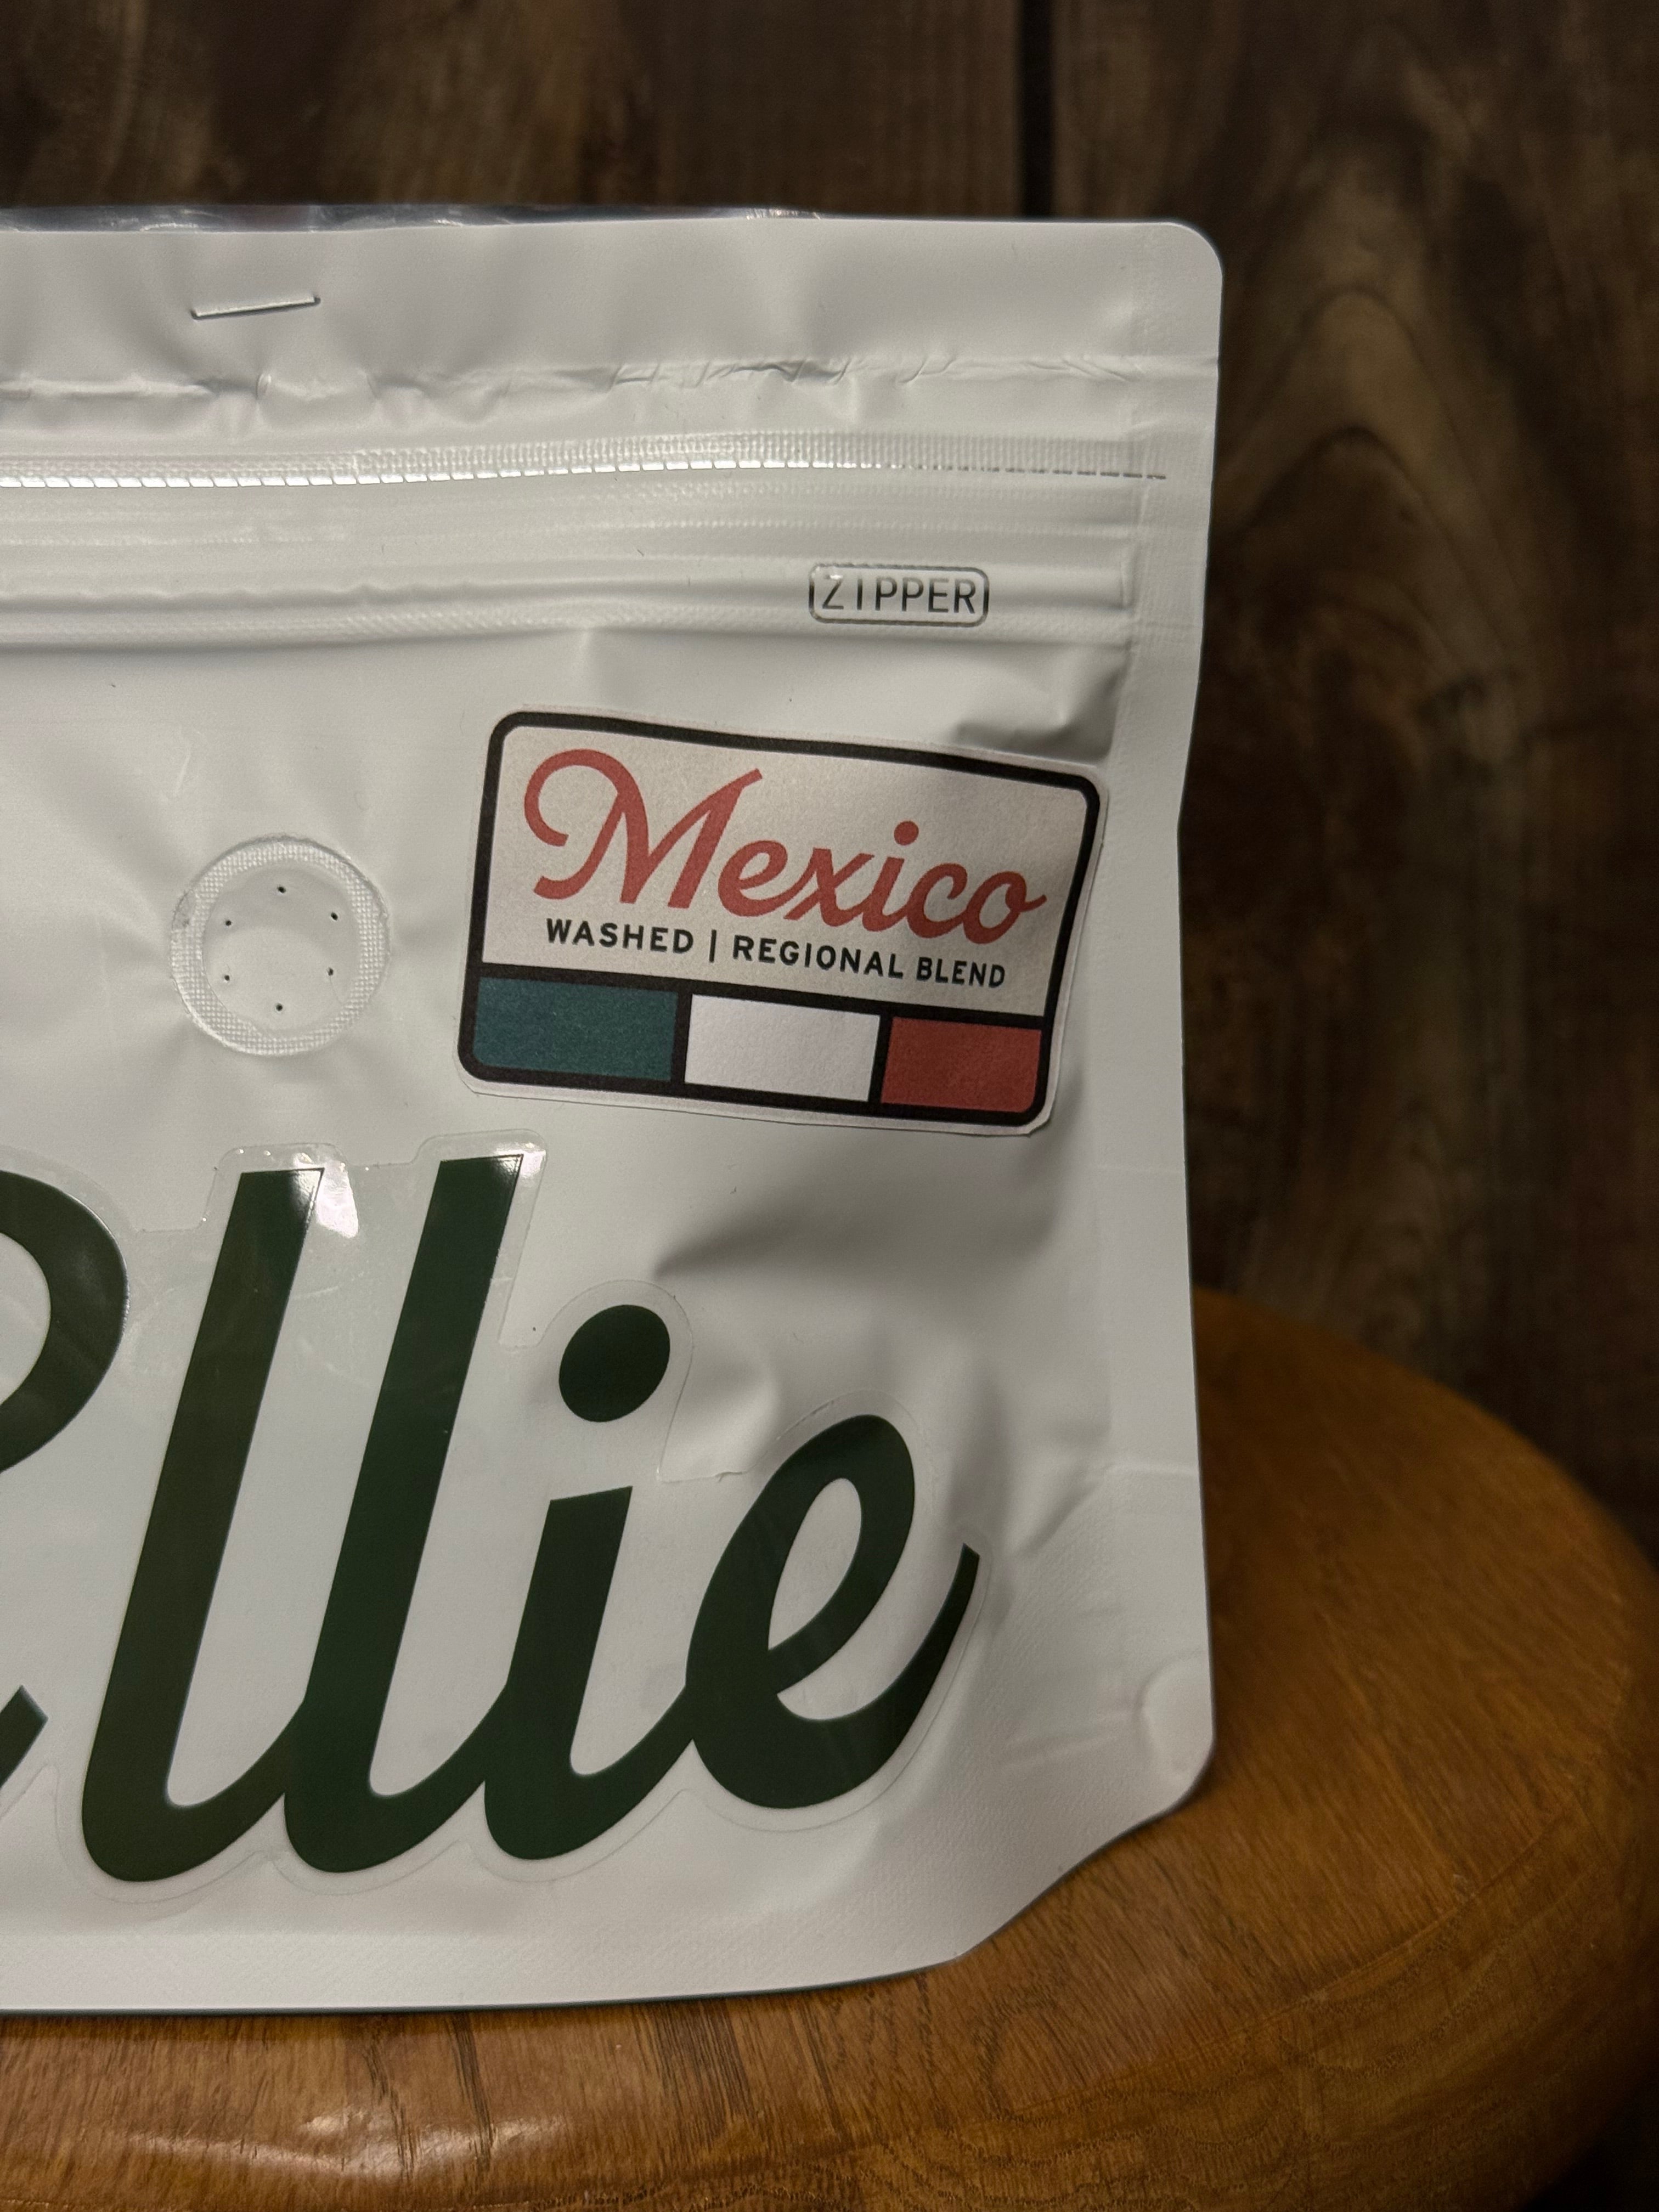 ZIPPER
Mexico
WASHED | REGIONAL BLEND
llie